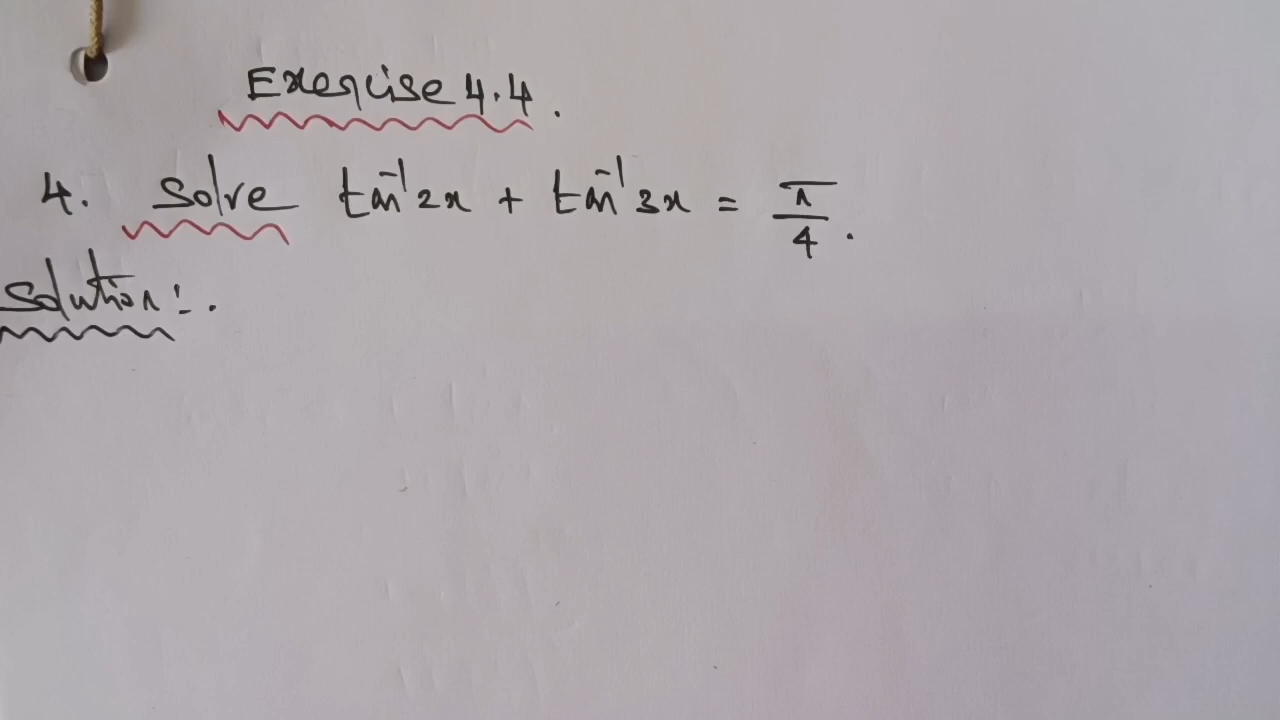 Exercise 4.4.
4. Solve tan⁻¹2x + tan⁻¹3x = π/4.
Solution:.